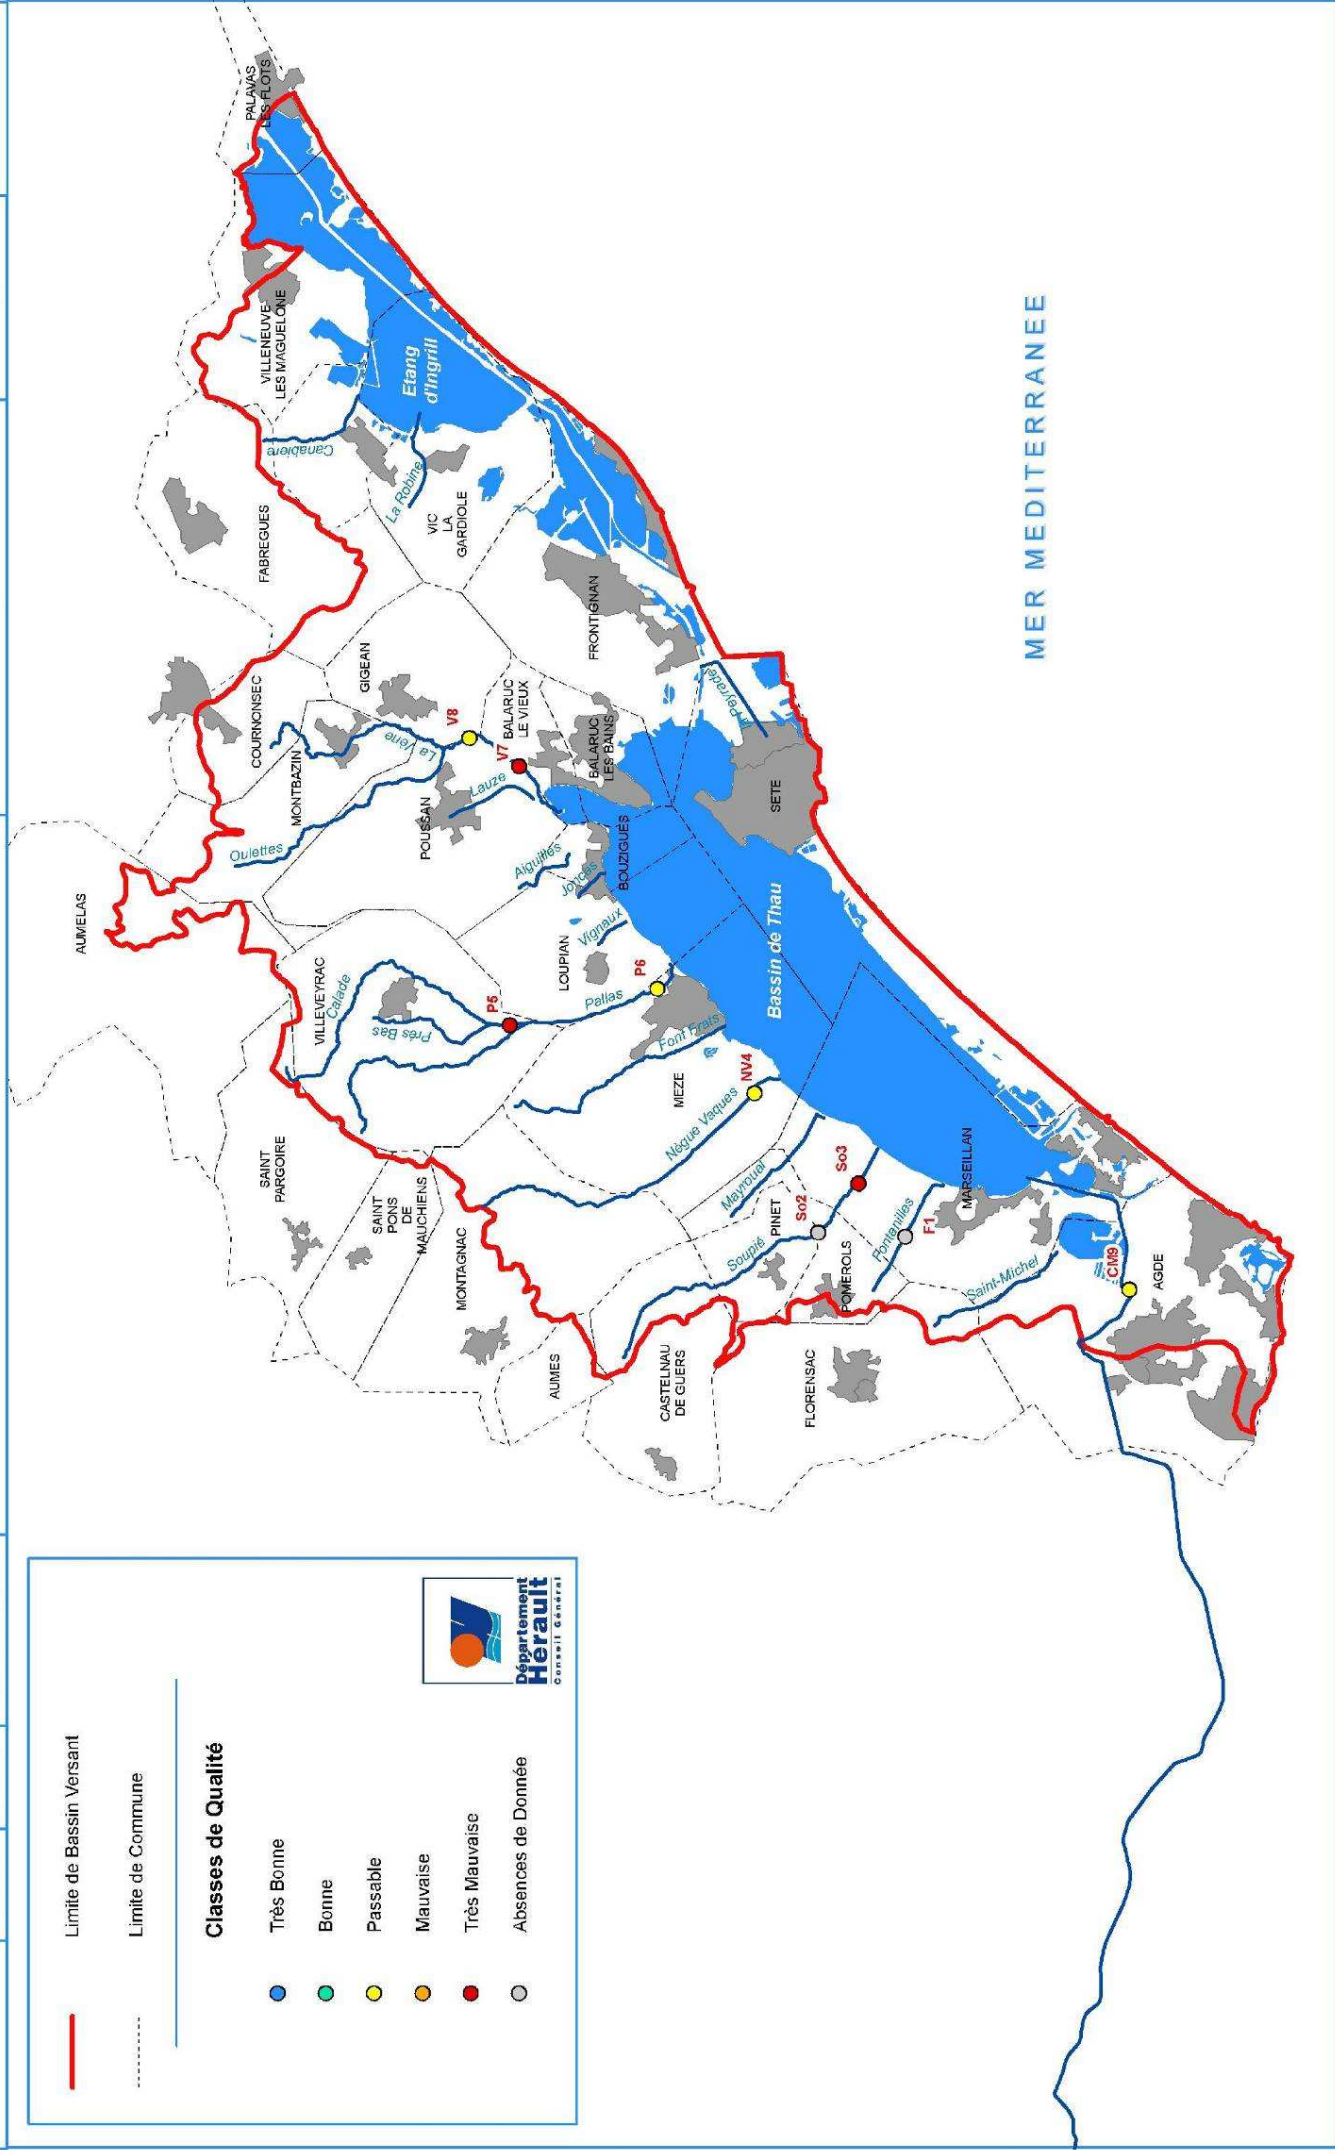 Limite de Bassin Versant
Limite de Commune
Classes de Qualité
Très Bonne
Bonne
Passable
Mauvaise
Très Mauvaise
Absences de Donnée
Département
Hérault
Conseil Général
AUMELAS
SAINT
PARGOIRE
VILLEVEYRAC
Calade
Prés Bas
SAINT
PONS
DE
MAUCHIENS
MONTAGNAC
AUMES
CASTELNAU
DE GUERS
FLORENSAC
COURNONSEC
MONTBAZIN
Oulettes
FABREGUES
GIGEAN
La Vène
V8
V7
POUSSAN
Lauze
BALARUC
LE VIEUX
BALARUC
LES BAINS
Aiguilles
Joncas
BOUZIGUES
LOUPIAN
Vignaux
P5
P6
Pallas
Font Frats
MEZE
Nègue Vaques
NV4
Mayroual
PINET
Soupié
So2
So3
POMEROLS
Fontanilles
F1
MARSEILLAN
Saint-Michel
CM9
AGDE
Bassin de Thau
SETE
La Peyrade
FRONTIGNAN
VIC
LA
GARDIOLE
La Robine
Canabière
Etang
d'Ingrill
VILLENEUVE-
LES MAGUELONE
PALAVAS
LES FLOTS
MER MEDITERRANEE